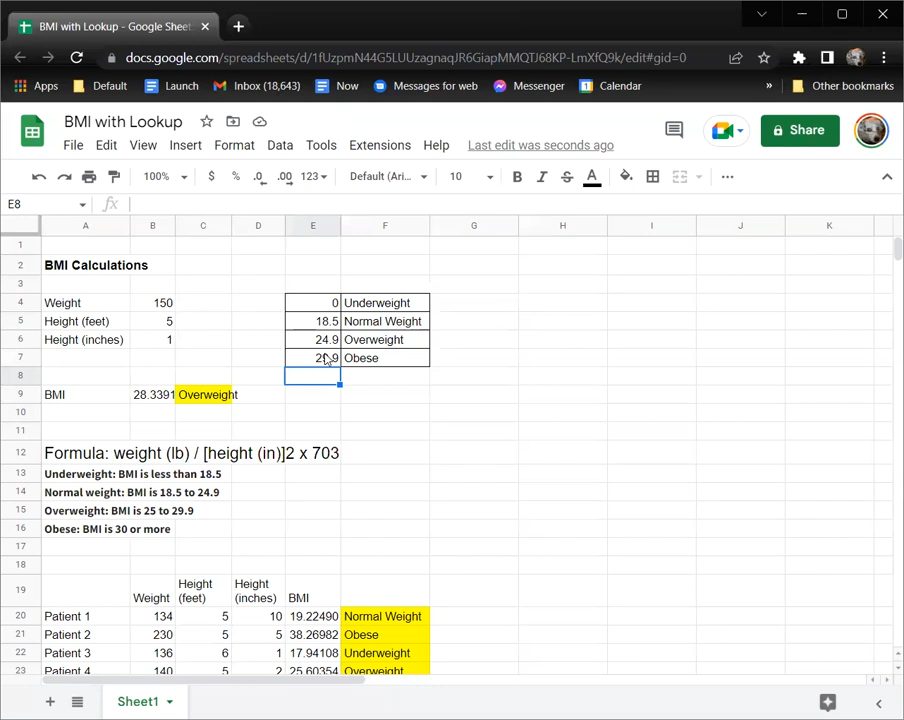 BMI with Lookup - Google Sheet
docs.google.com/spreadsheets/d/1fUzpmN44G5LUUzagnaqJR6GiapMMQTJ68KP-LmXfQ9k/edit#gid=0
Apps Default Launch Inbox (18,643) Now Messages for web Messenger Calendar » Other bookmarks
BMI with Lookup
Share
File Edit View Insert Format Data Tools Extensions Help Last edit was seconds ago
100% $ % .0 .00 123 Default (Ari... 10 B I S A
E8 fx
A B C D E F G H I J K
1
2 BMI Calculations
3
4 Weight 150 0 Underweight
5 Height (feet) 5 18.5 Normal Weight
6 Height (inches) 1 24.9 Overweight
7 29.9 Obese
8
9 BMI 28.3391 Overweight
10
11
12 Formula: weight (lb) / [height (in)]2 x 703
13 Underweight: BMI is less than 18.5
14 Normal weight: BMI is 18.5 to 24.9
15 Overweight: BMI is 25 to 29.9
16 Obese: BMI is 30 or more
17
18
19 Weight Height (feet) Height (inches) BMI
20 Patient 1 134 5 10 19.22490 Normal Weight
21 Patient 2 230 5 5 38.26982 Obese
22 Patient 3 136 6 1 17.94108 Underweight
23 Patient 4 140 5 2 25.60354 Overweight
Sheet1